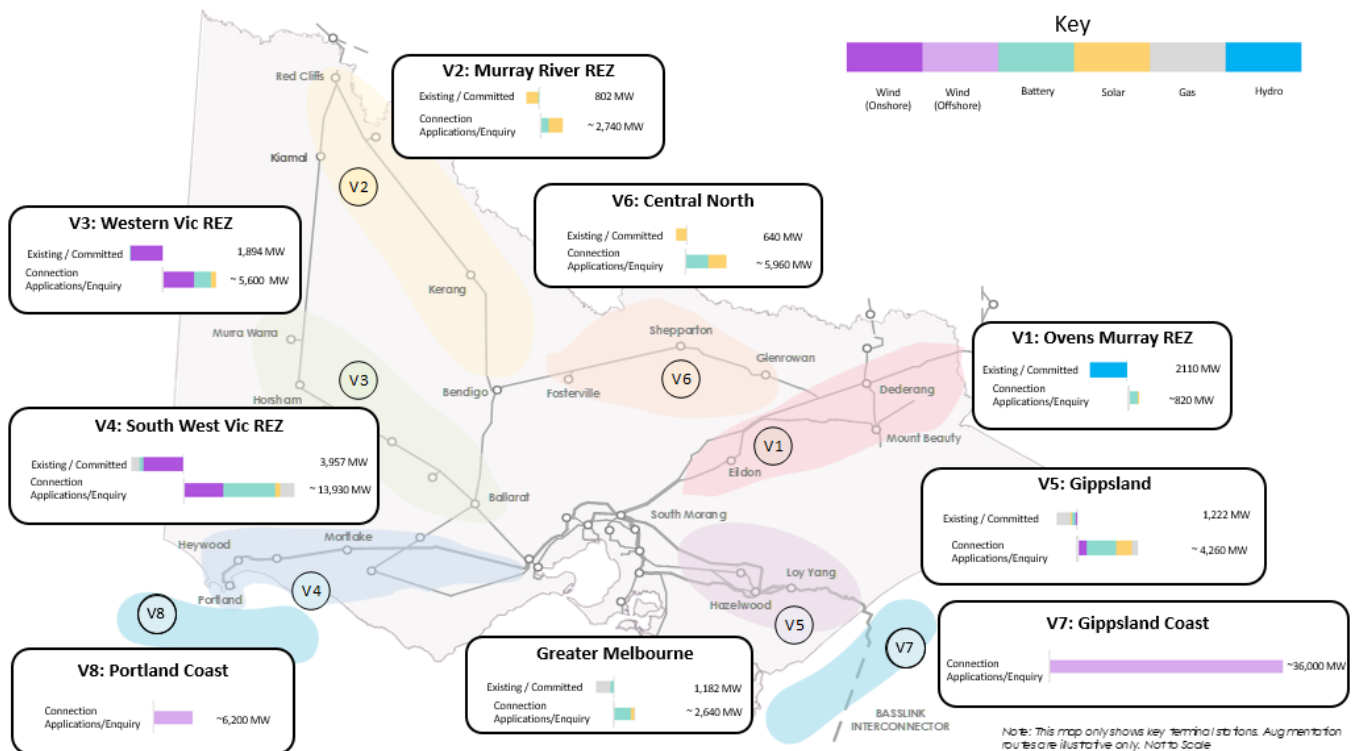 Key
Wind
(Onshore)
Wind
(Offshore)
Battery
Solar
Gas
Hydro
V2: Murray River REZ
Existing / Committed 802 MW
Connection
Applications/Enquiry ~ 2,740 MW
Red Cliffs
Kiamal
V2
V6: Central North
Existing / Committed 640 MW
Connection
Applications/Enquiry ~ 5,960 MW
V3: Western Vic REZ
Existing / Committed 1,894 MW
Connection
Applications/Enquiry ~ 5,600 MW
Kerang
Murra Warra
Shepparton
Glenrowan
V1: Ovens Murray REZ
Existing / Committed 2110 MW
Connection
Applications/Enquiry ~820 MW
V3
V6
Horsham
Bendigo
Fosterville
Dederang
V4: South West Vic REZ
Existing / Committed 3,957 MW
Connection
Applications/Enquiry ~ 13,930 MW
V1
Mount Beauty
Eildon
V5: Gippsland
Existing / Committed 1,222 MW
Connection
Applications/Enquiry ~ 4,260 MW
Ballarat
South Morang
Heywood
Mortlake
Loy Yang
Portland
V4
Hazelwood
V8
V5
V7
V7: Gippsland Coast
Connection
Applications/Enquiry ~36,000 MW
Greater Melbourne
Existing / Committed 1,182 MW
Connection
Applications/Enquiry ~ 2,640 MW
V8: Portland Coast
Connection
Applications/Enquiry ~6,200 MW
BASSLINK
INTERCONNECTOR
Note: This map only shows key terminal stations. Augmentation
routes are illustrative only. Not to Scale